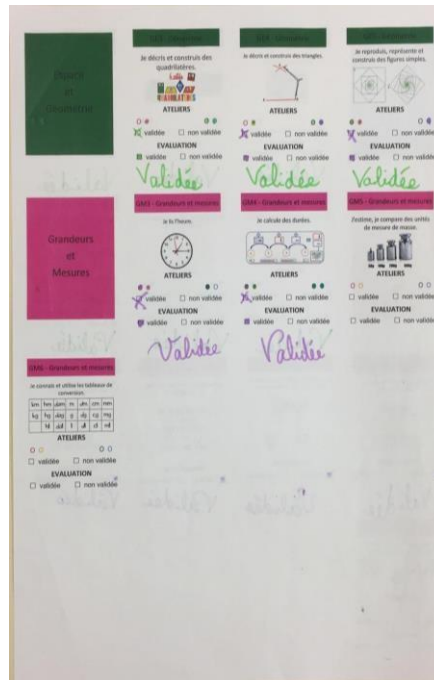 Espace
et
Géométrie
Je décris et construis des
quadrilatères.
ATELIERS
validée non validée
EVALUATION
validée non validée
Validée
Je décris et construis des triangles.
ATELIERS
validée non validée
EVALUATION
validée non validée
Validée
Je reproduis, représente et
construis des figures simples.
ATELIERS
validée non validée
EVALUATION
validée non validée
Validée
Grandeurs
et
Mesures
GM3 - Grandeurs et mesures
Je lis l'heure.
ATELIERS
validée non validée
EVALUATION
validée non validée
Validée
GM4 - Grandeurs et mesures
Je calcule des durées.
ATELIERS
validée non validée
EVALUATION
validée non validée
Validée
GM5 - Grandeurs et mesures
J'estime, je compare des unités
de mesure de masse.
ATELIERS
validée non validée
EVALUATION
validée non validée
GM6 - Grandeurs et mesures
Je connais et utilise les tableaux de
conversion.
km hm dam m dm cm mm
kg hg dag g dg cg mg
hl dal l dl cl ml
ATELIERS
validée non validée
EVALUATION
validée non validée